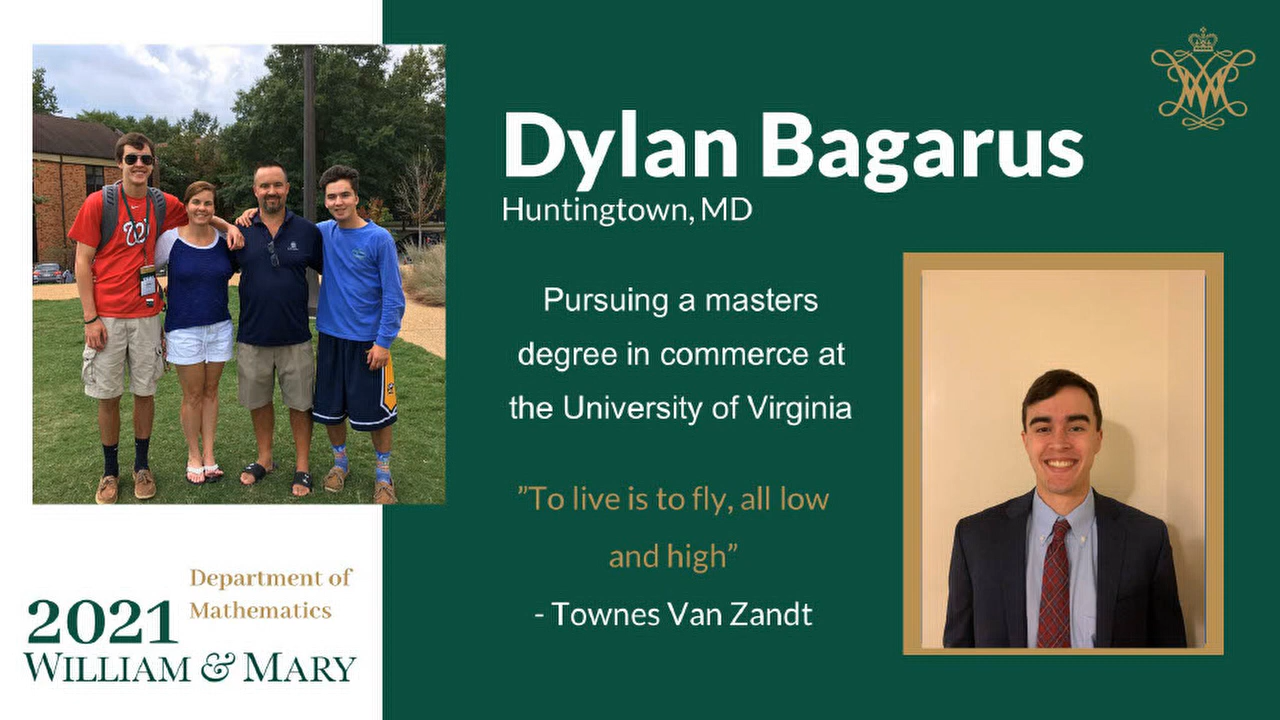 Dylan Bagarus
Huntingtown, MD
Pursuing a masters
degree in commerce at
the University of Virginia
”To live is to fly, all low
and high”
- Townes Van Zandt
Department of
Mathematics
2021
WILLIAM & MARY